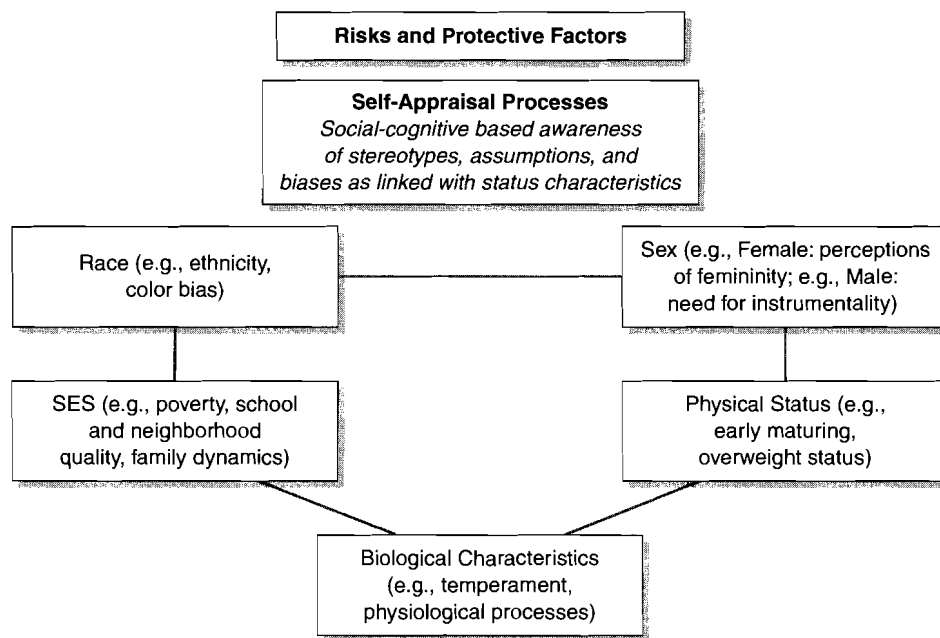 Risks and Protective Factors
Self-Appraisal Processes
Social-cognitive based awareness
of stereotypes, assumptions, and
biases as linked with status characteristics
Race (e.g., ethnicity,
color bias)
Sex (e.g., Female: perceptions
of femininity; e.g., Male:
need for instrumentality)
SES (e.g., poverty, school
and neighborhood
quality, family dynamics)
Physical Status (e.g.,
early maturing,
overweight status)
Biological Characteristics
(e.g., temperament,
physiological processes)